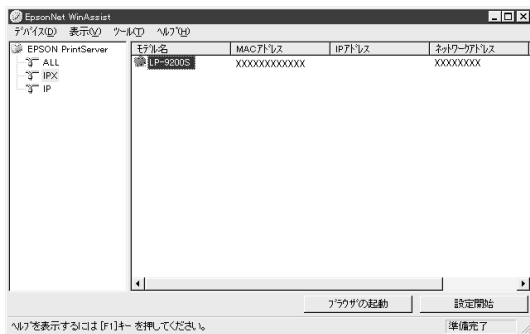 EpsonNet WinAssist
デバイス(D) 表示(V) ツール(T) ヘルプ(H)
EPSON PrintServer
ALL
IPX
IP
モデル名 MACアドレス IPアドレス ネットワークアドレス
LP-9200S XXXXXXXXXXXX XXXXXXXX
ブラウザの起動 設定開始
ヘルプを表示するには [F1]キー を押してください。 準備完了